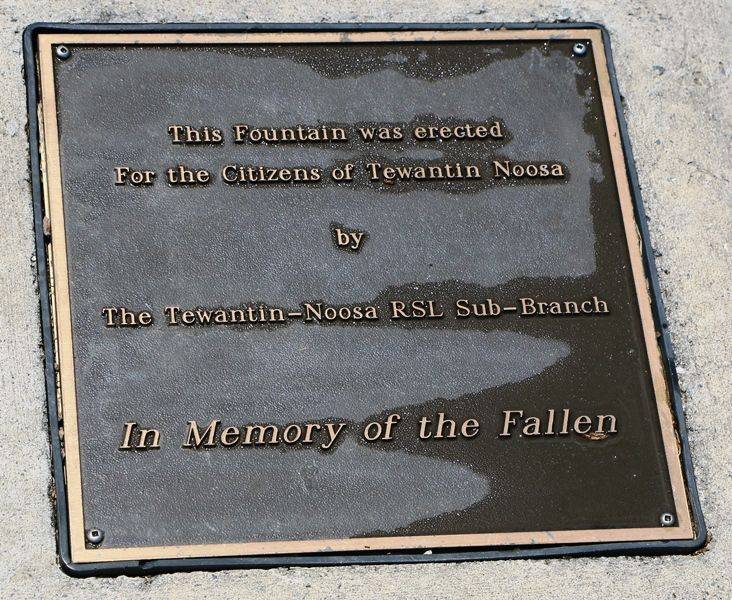 This Fountain was erected
For the Citizens of Tewantin Noosa
by
The Tewantin-Noosa RSL Sub-Branch
In Memory of the Fallen